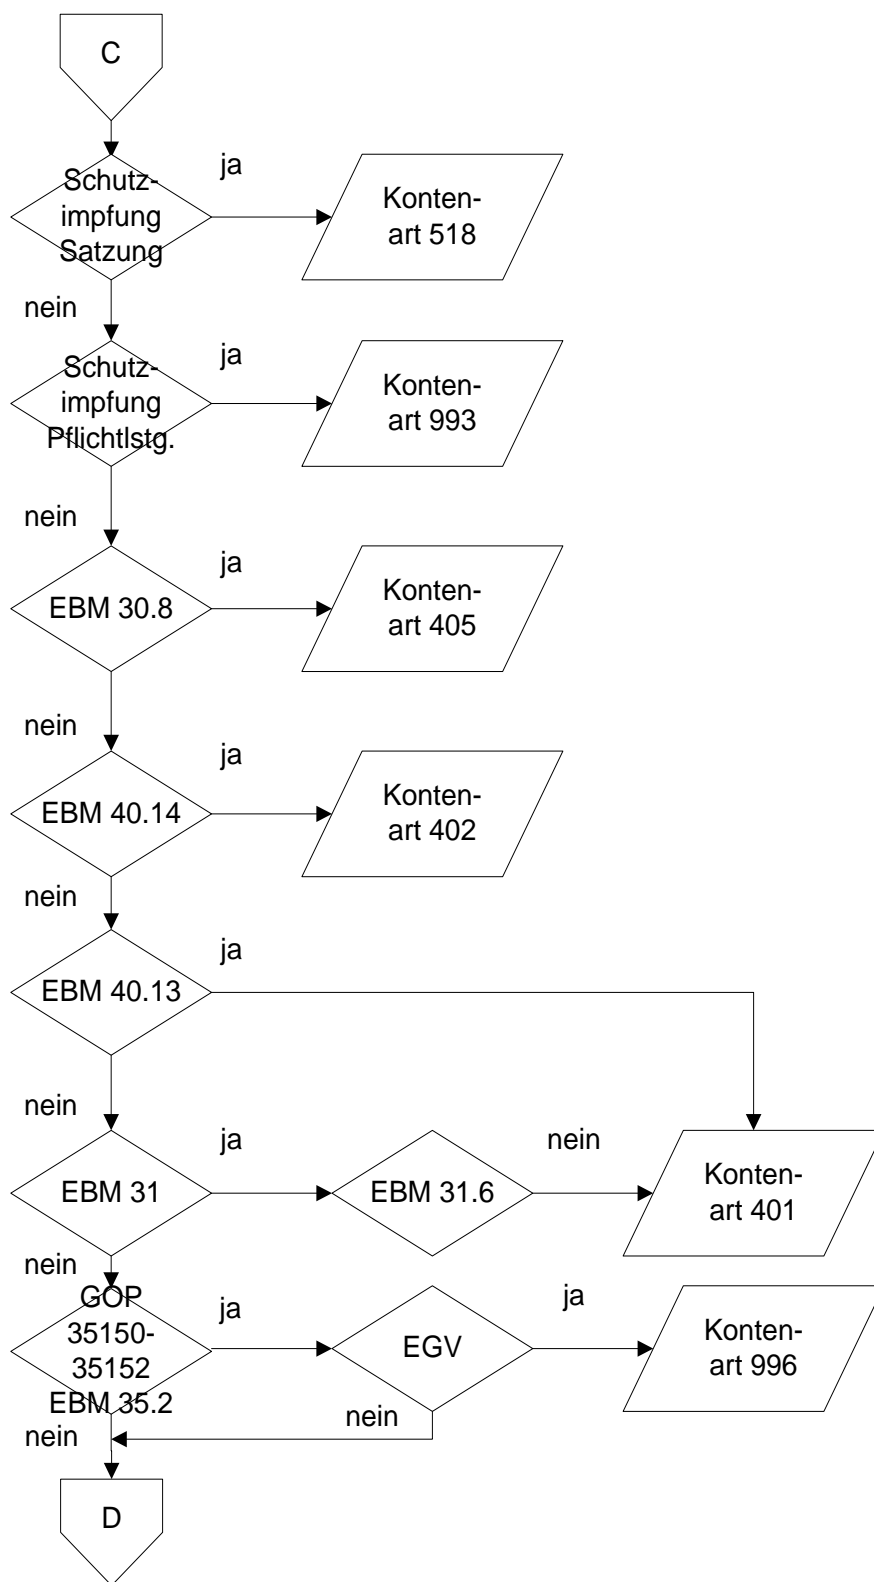 C
ja
Schutz-
impfung
Satzung
Konten-
art 518
nein
ja
Schutz-
impfung
Pflichtlstg.
Konten-
art 993
nein
ja
EBM 30.8
Konten-
art 405
nein
ja
EBM 40.14
Konten-
art 402
nein
ja
EBM 40.13
nein
ja
nein
EBM 31
EBM 31.6
Konten-
art 401
nein
GOP
35150-
35152
EBM 35.2
ja
EGV
ja
Konten-
art 996
nein
nein
D